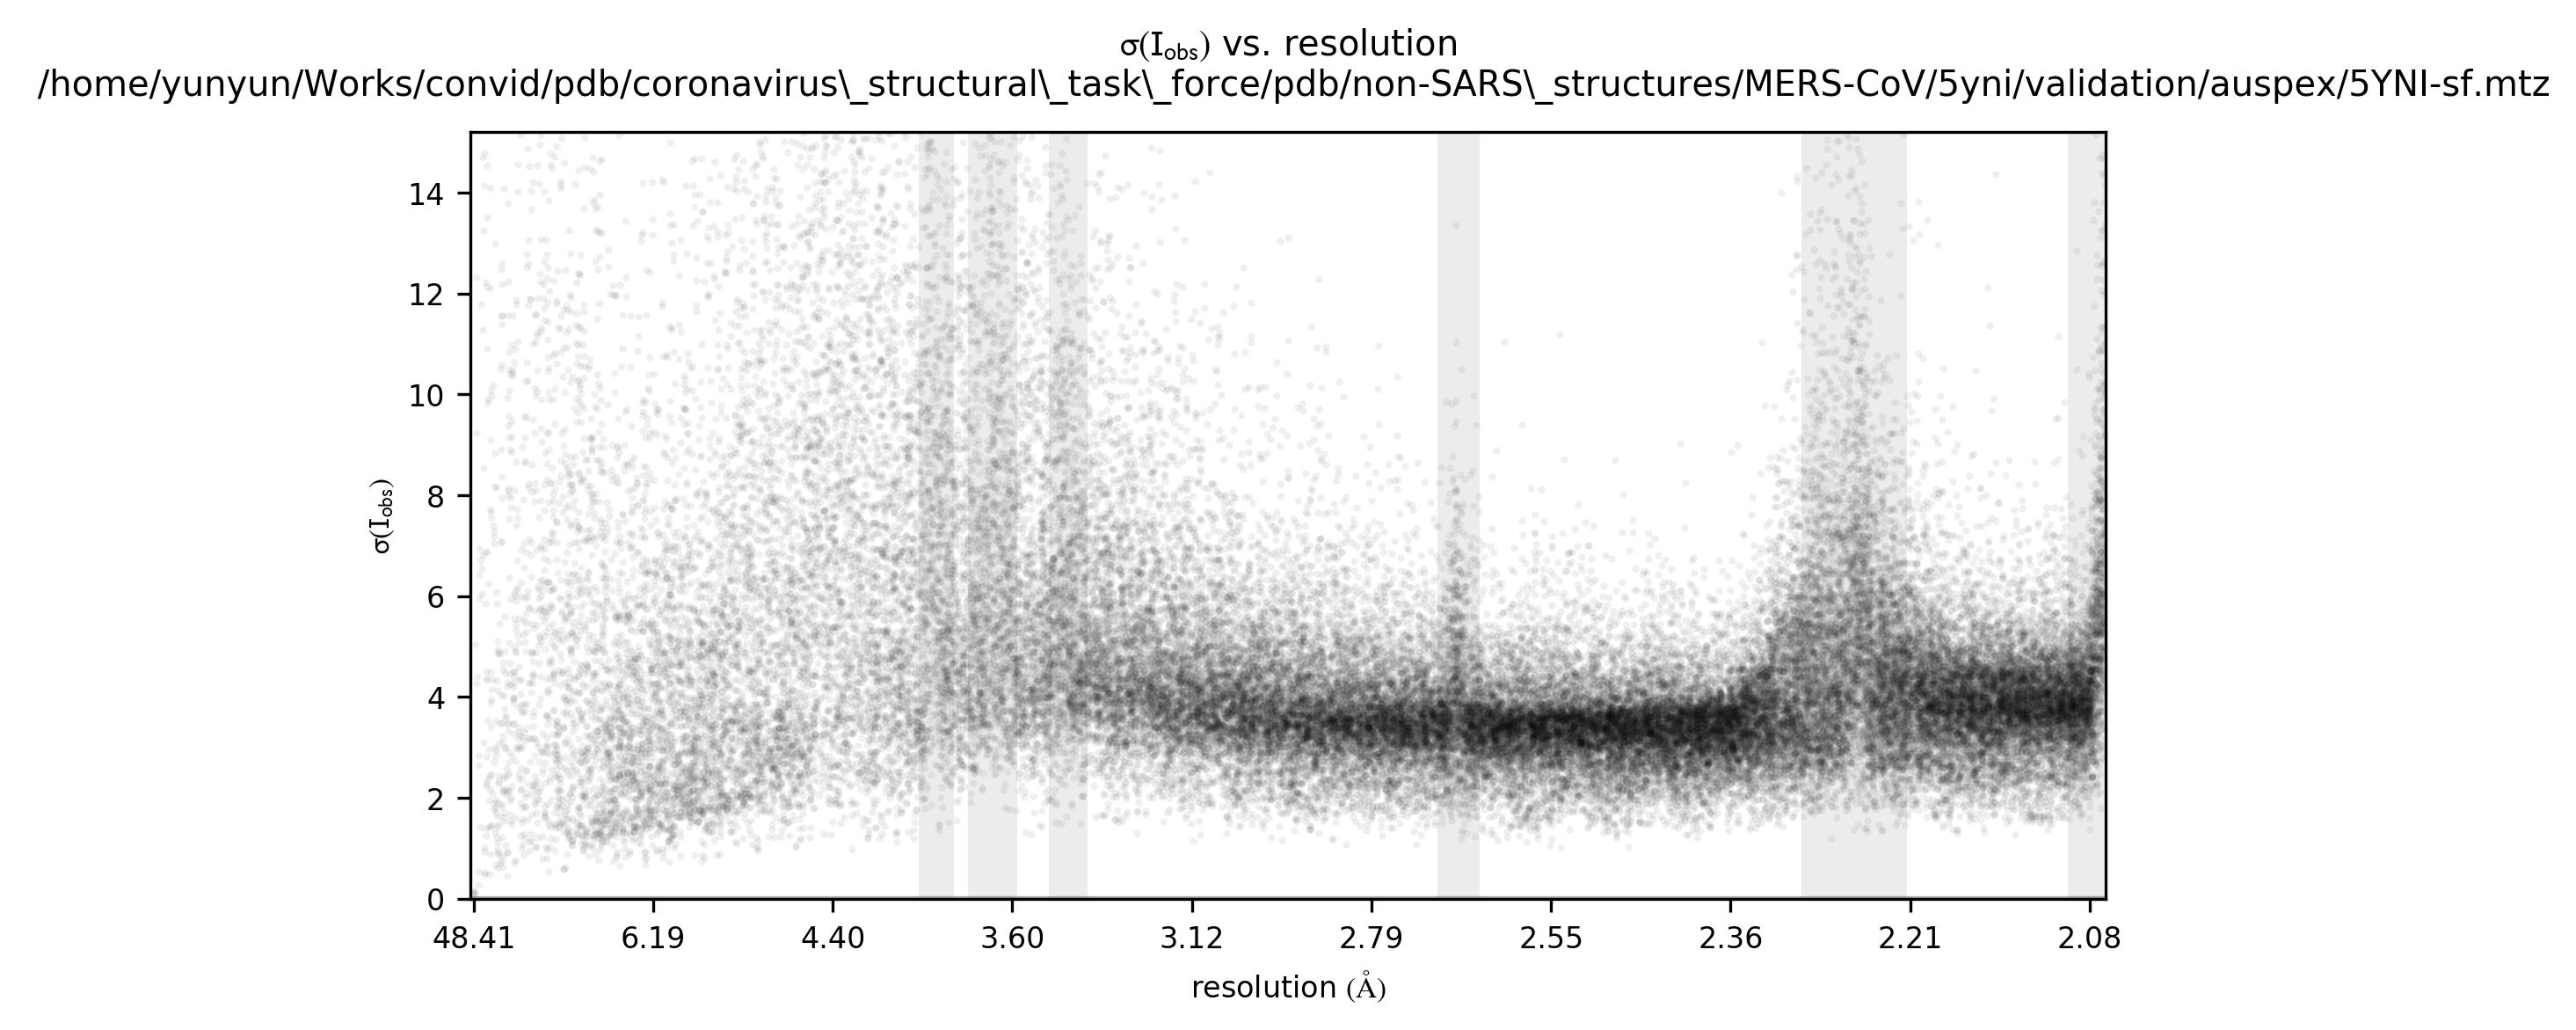 σ(I_obs) vs. resolution
/home/yunyun/Works/convid/pdb/coronavirus\_structural\_task\_force/pdb/non-SARS\_structures/MERS-CoV/5yni/validation/auspex/5YNI-sf.mtz
σ(I_obs)
14
12
10
8
6
4
2
0
48.41 6.19 4.40 3.60 3.12 2.79 2.55 2.36 2.21 2.08
resolution (Å)